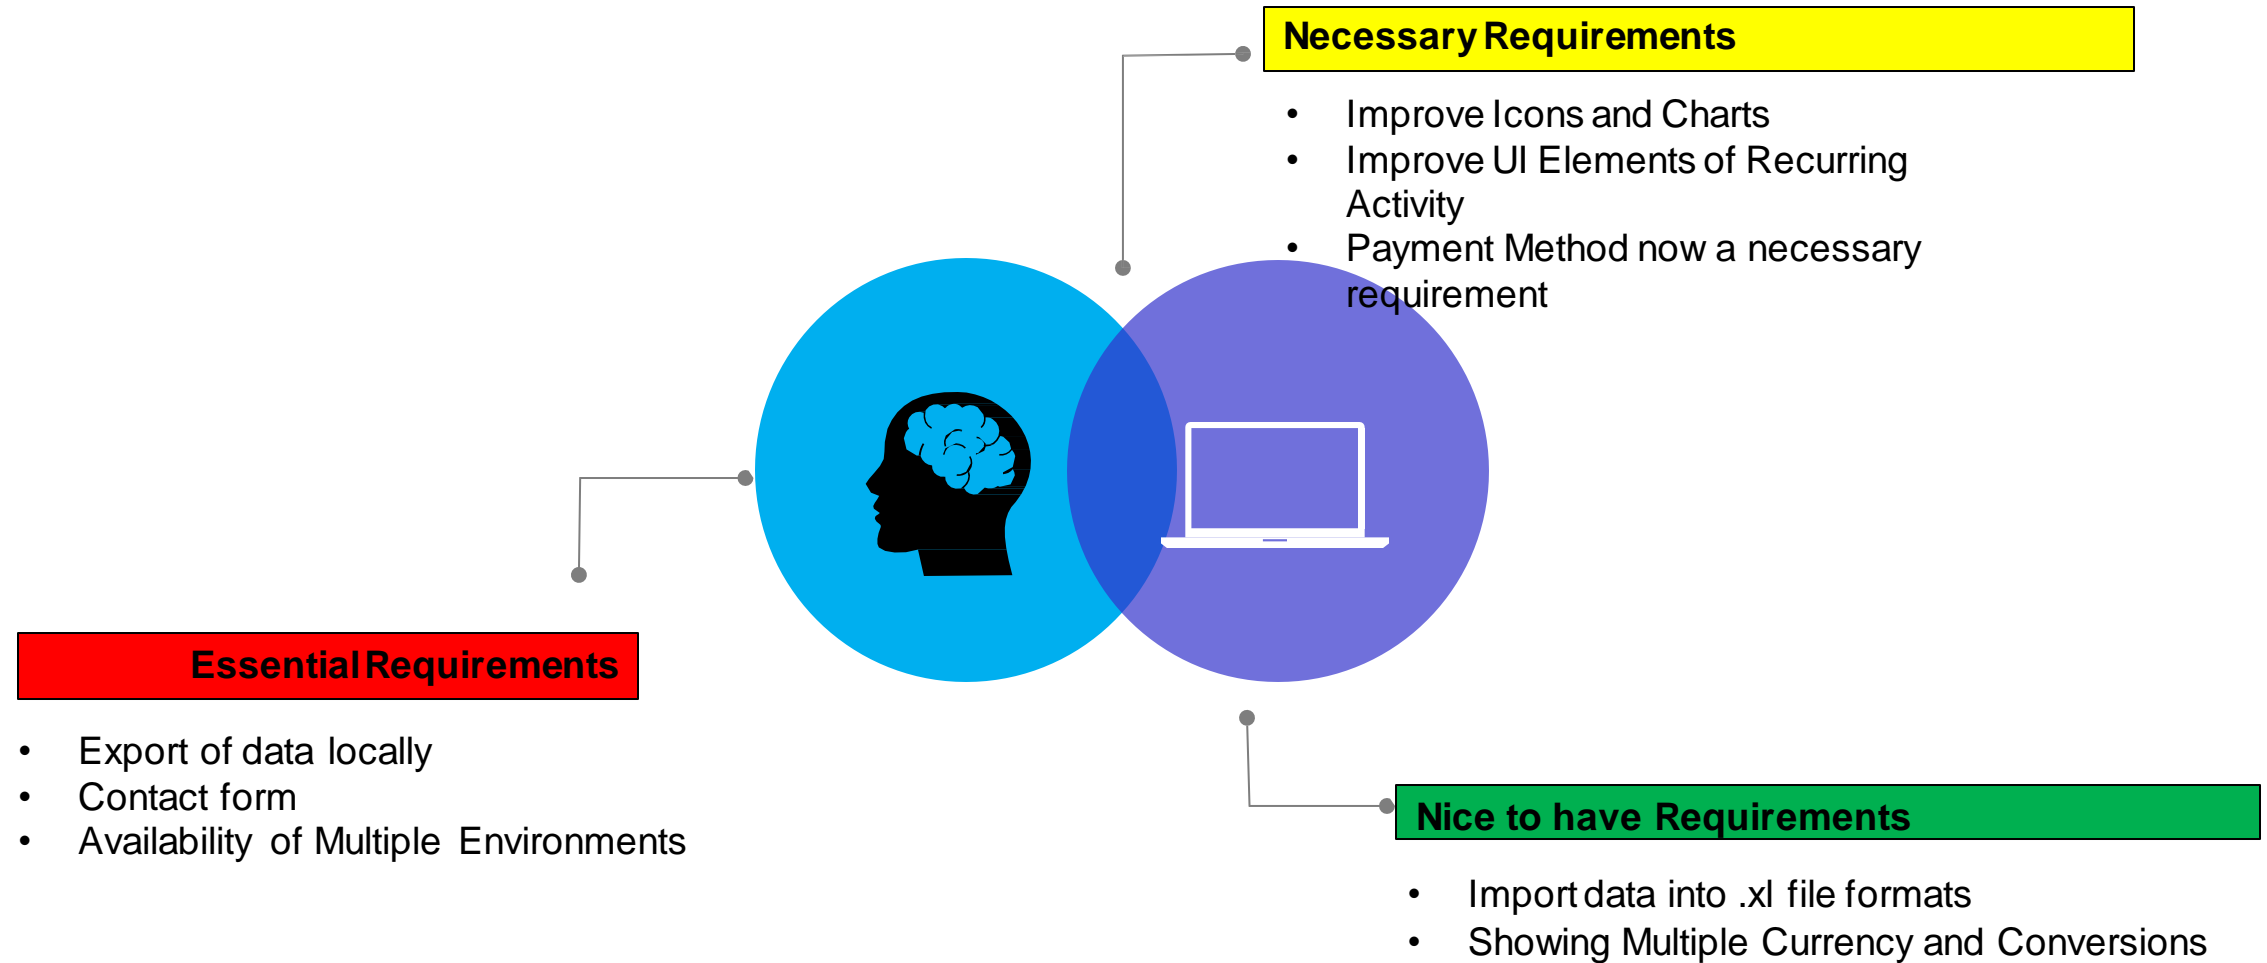 Necessary Requirements
• Improve Icons and Charts
• Improve UI Elements of Recurring
Activity
• Payment Method now a necessary
requirement
Essential Requirements
• Export of data locally
• Contact form
• Availability of Multiple Environments
Nice to have Requirements
• Import data into .xl file formats
• Showing Multiple Currency and Conversions